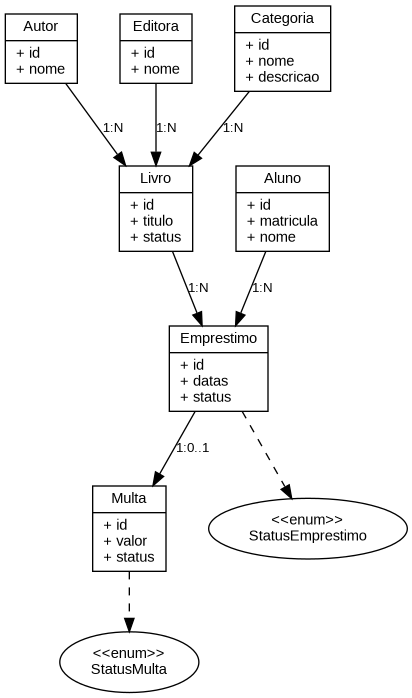 Autor
+ id
+ nome
Editora
+ id
+ nome
Categoria
+ id
+ nome
+ descricao
1:N
1:N
1:N
Livro
+ id
+ titulo
+ status
Aluno
+ id
+ matricula
+ nome
1:N
1:N
Emprestimo
+ id
+ datas
+ status
1:0..1
Multa
+ id
+ valor
+ status
<<enum>>
StatusEmprestimo
<<enum>>
StatusMulta